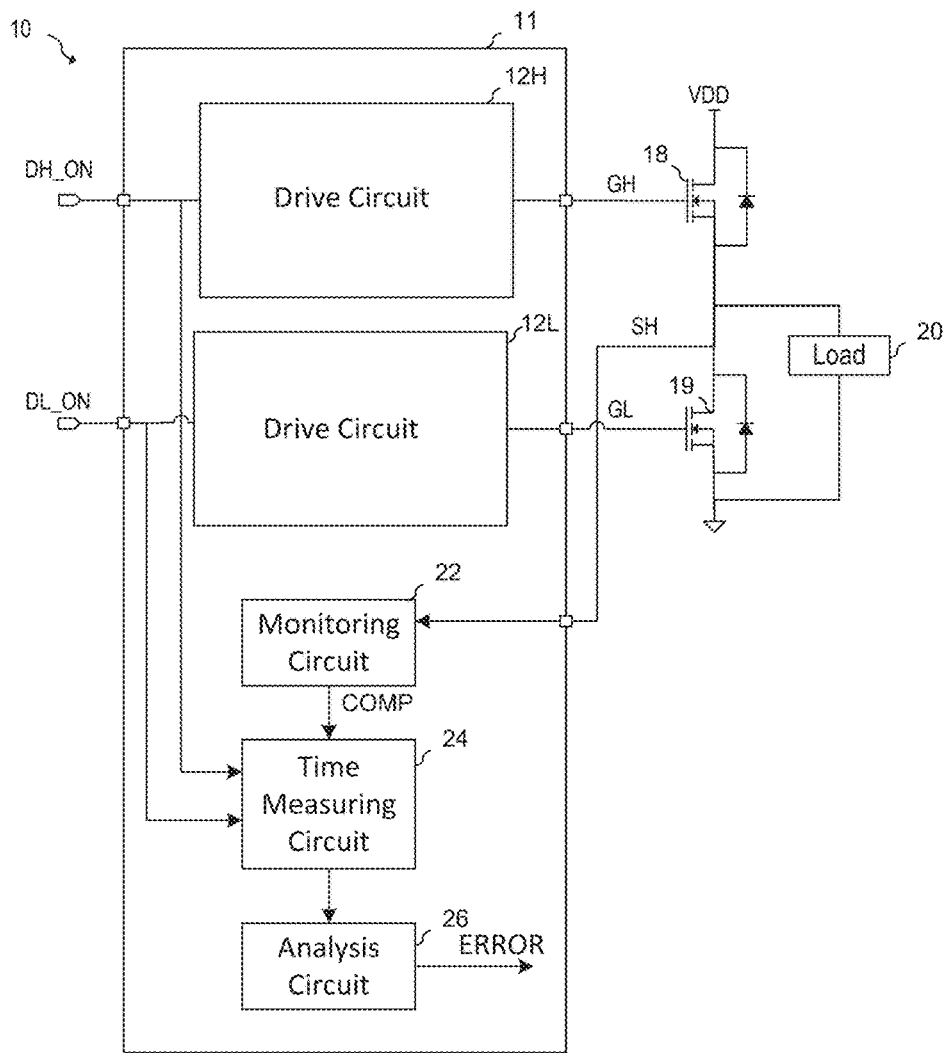 10
11
12H
VDD
DH_ON
Drive Circuit
GH
18
12L
SH
20
Load
DL_ON
Drive Circuit
GL
19
22
Monitoring
Circuit
COMP
24
Time
Measuring
Circuit
26
Analysis
Circuit
ERROR